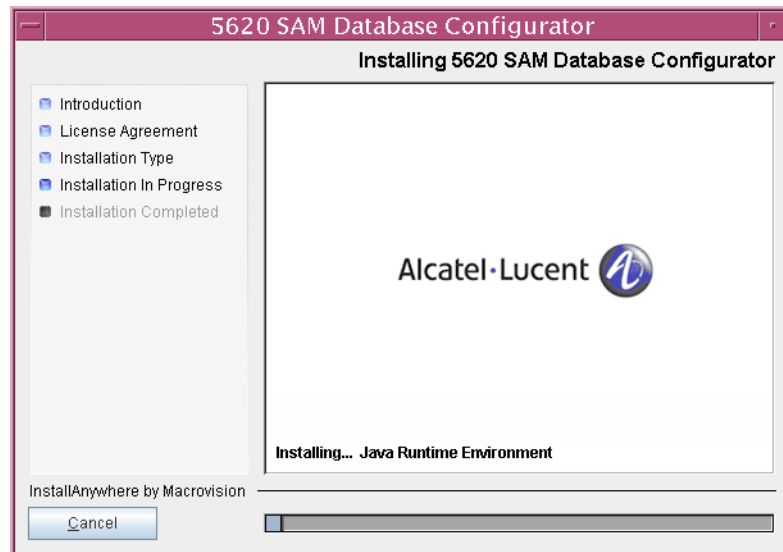 5620 SAM Database Configurator
Installing 5620 SAM Database Configurator
Introduction
License Agreement
Installation Type
Installation In Progress
Installation Completed
Alcatel·Lucent
Installing... Java Runtime Environment
InstallAnywhere by Macrovision
Cancel